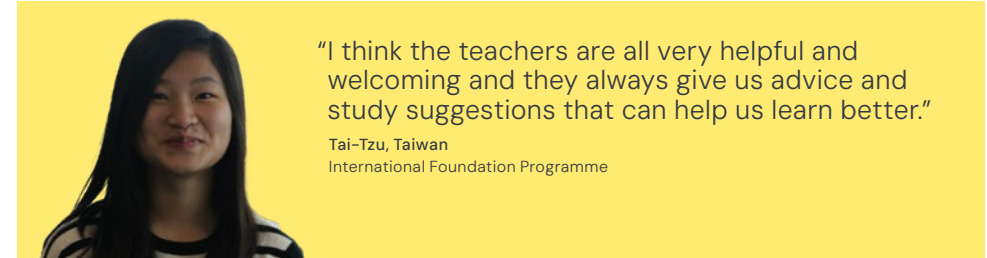 “I think the teachers are all very helpful and
welcoming and they always give us advice and
study suggestions that can help us learn better.”
Tai-Tzu, Taiwan
International Foundation Programme